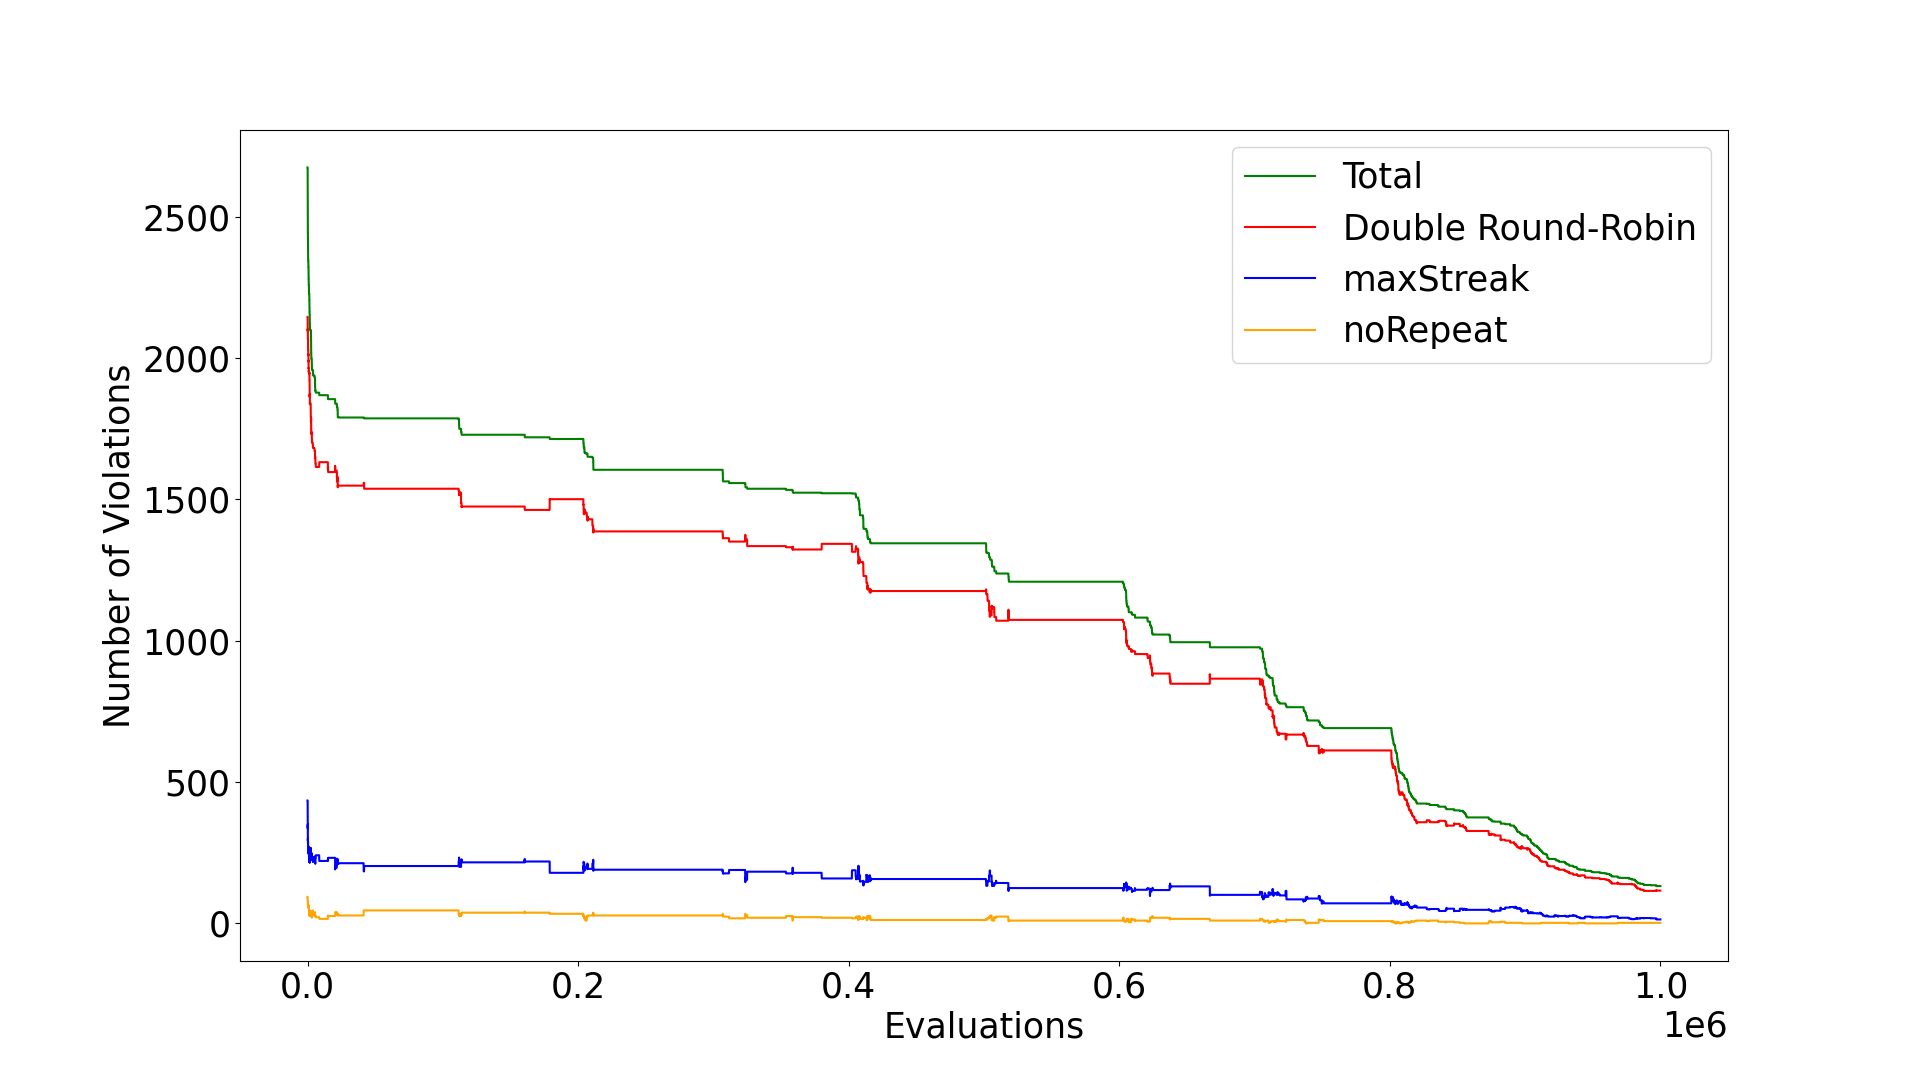 Total
Double Round-Robin
maxStreak
noRepeat
Number of Violations
2500
2000
1500
1000
500
0
0.0 0.2 0.4 0.6 0.8 1.0
Evaluations
1e6